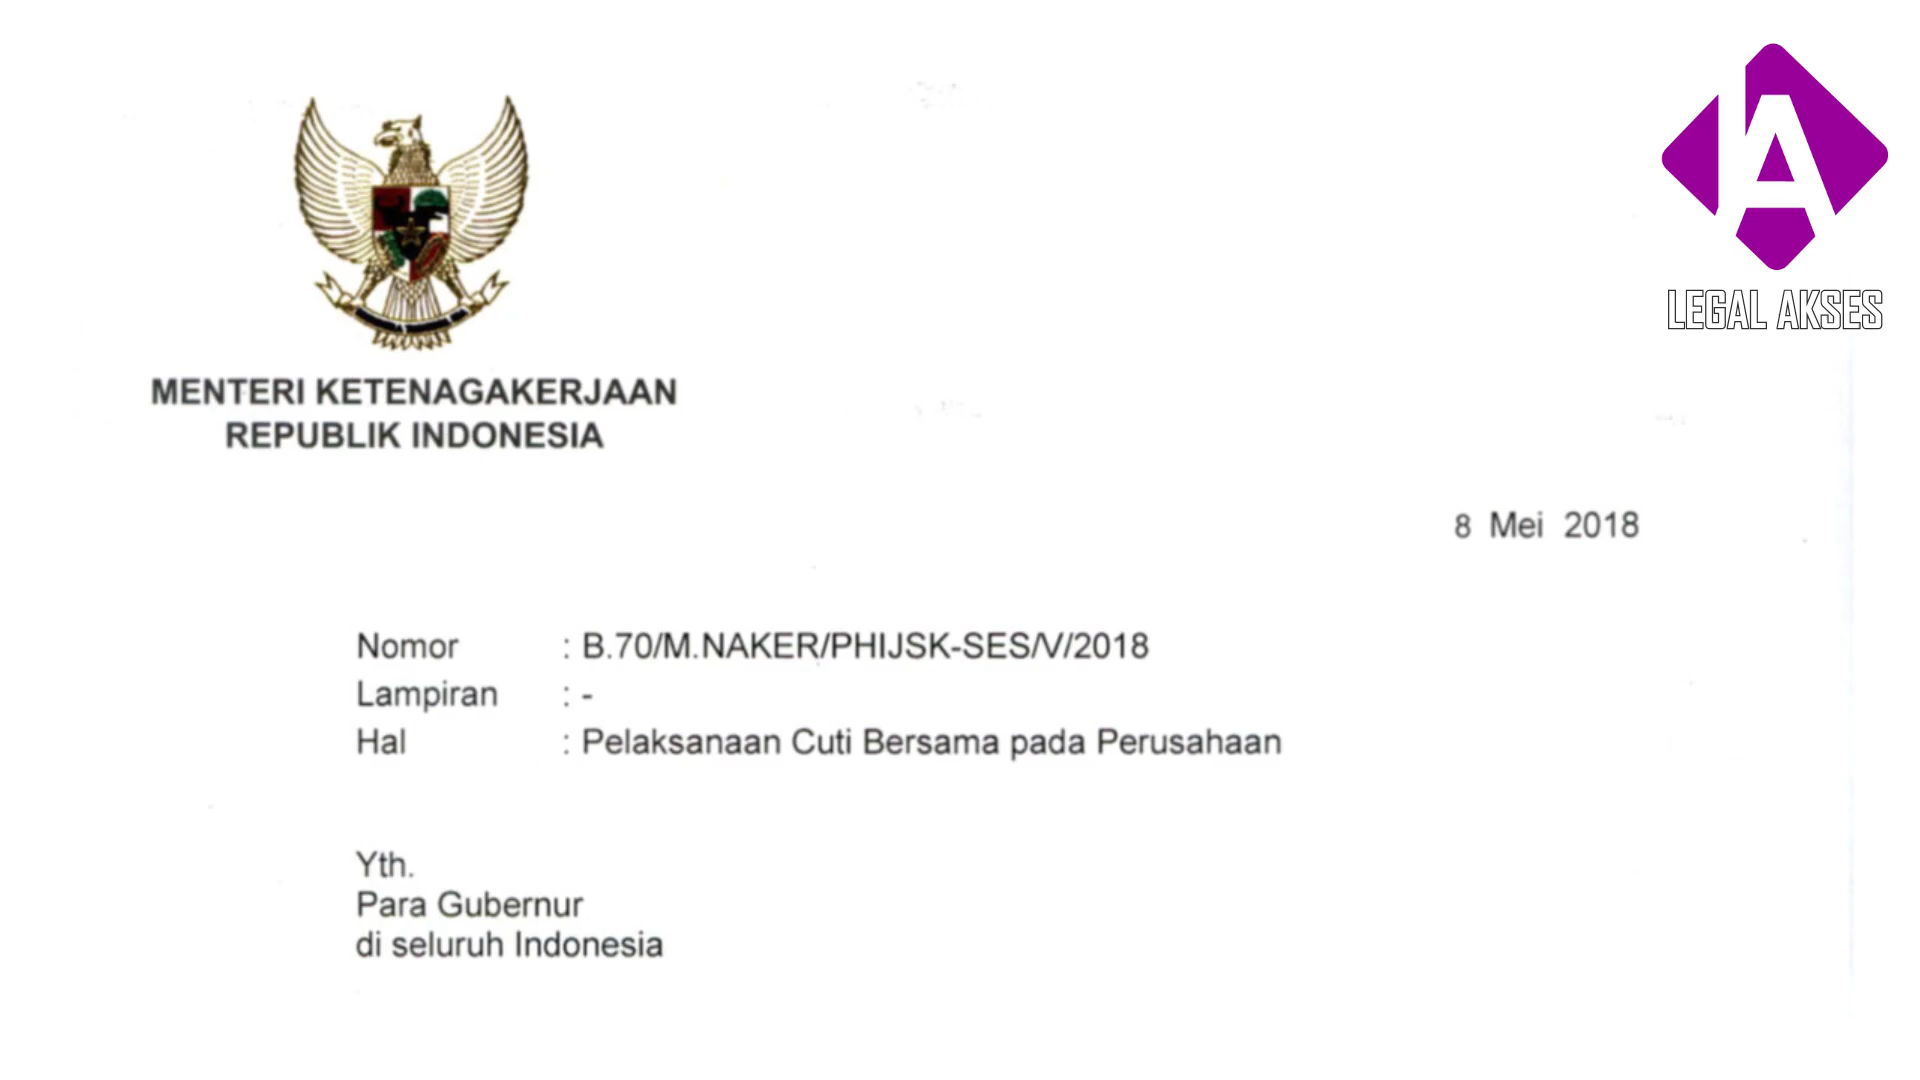 LEGAL AKSES
MENTERI KETENAGAKERJAAN
REPUBLIK INDONESIA
8 Mei 2018
Nomor : B.70/M.NAKER/PHIJSK-SES/V/2018
Lampiran : -
Hal : Pelaksanaan Cuti Bersama pada Perusahaan
Yth.
Para Gubernur
di seluruh Indonesia